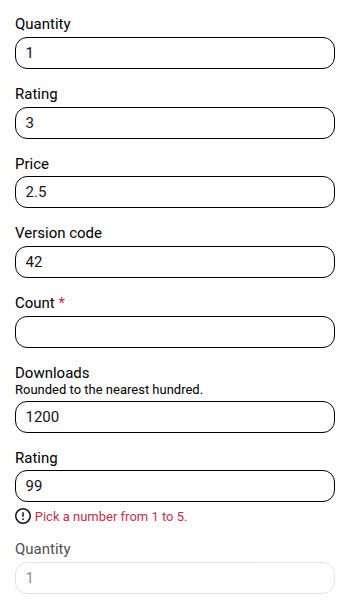 Quantity
1
Rating
3
Price
2.5
Version code
42
Count *
Downloads
Rounded to the nearest hundred.
1200
Rating
99
Pick a number from 1 to 5.
Quantity
1